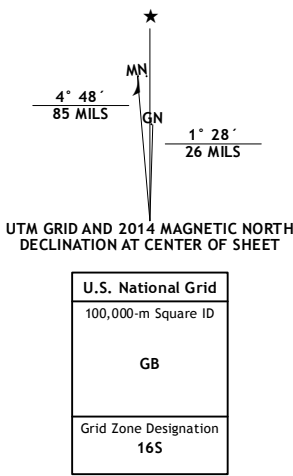 ★
MN
4° 48´
85 MILS
GN
1° 28´
26 MILS
UTM GRID AND 2014 MAGNETIC NORTH
DECLINATION AT CENTER OF SHEET
U.S. National Grid
100,000-m Square ID
GB
Grid Zone Designation
16S